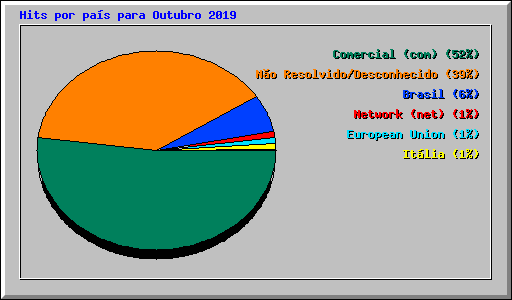 Hits por país para Outubro 2019
Comercial (com) (52%)
Não Resolvido/Desconhecido (39%)
Brasil (6%)
Network (net) (1%)
European Union (1%)
Itália (1%)